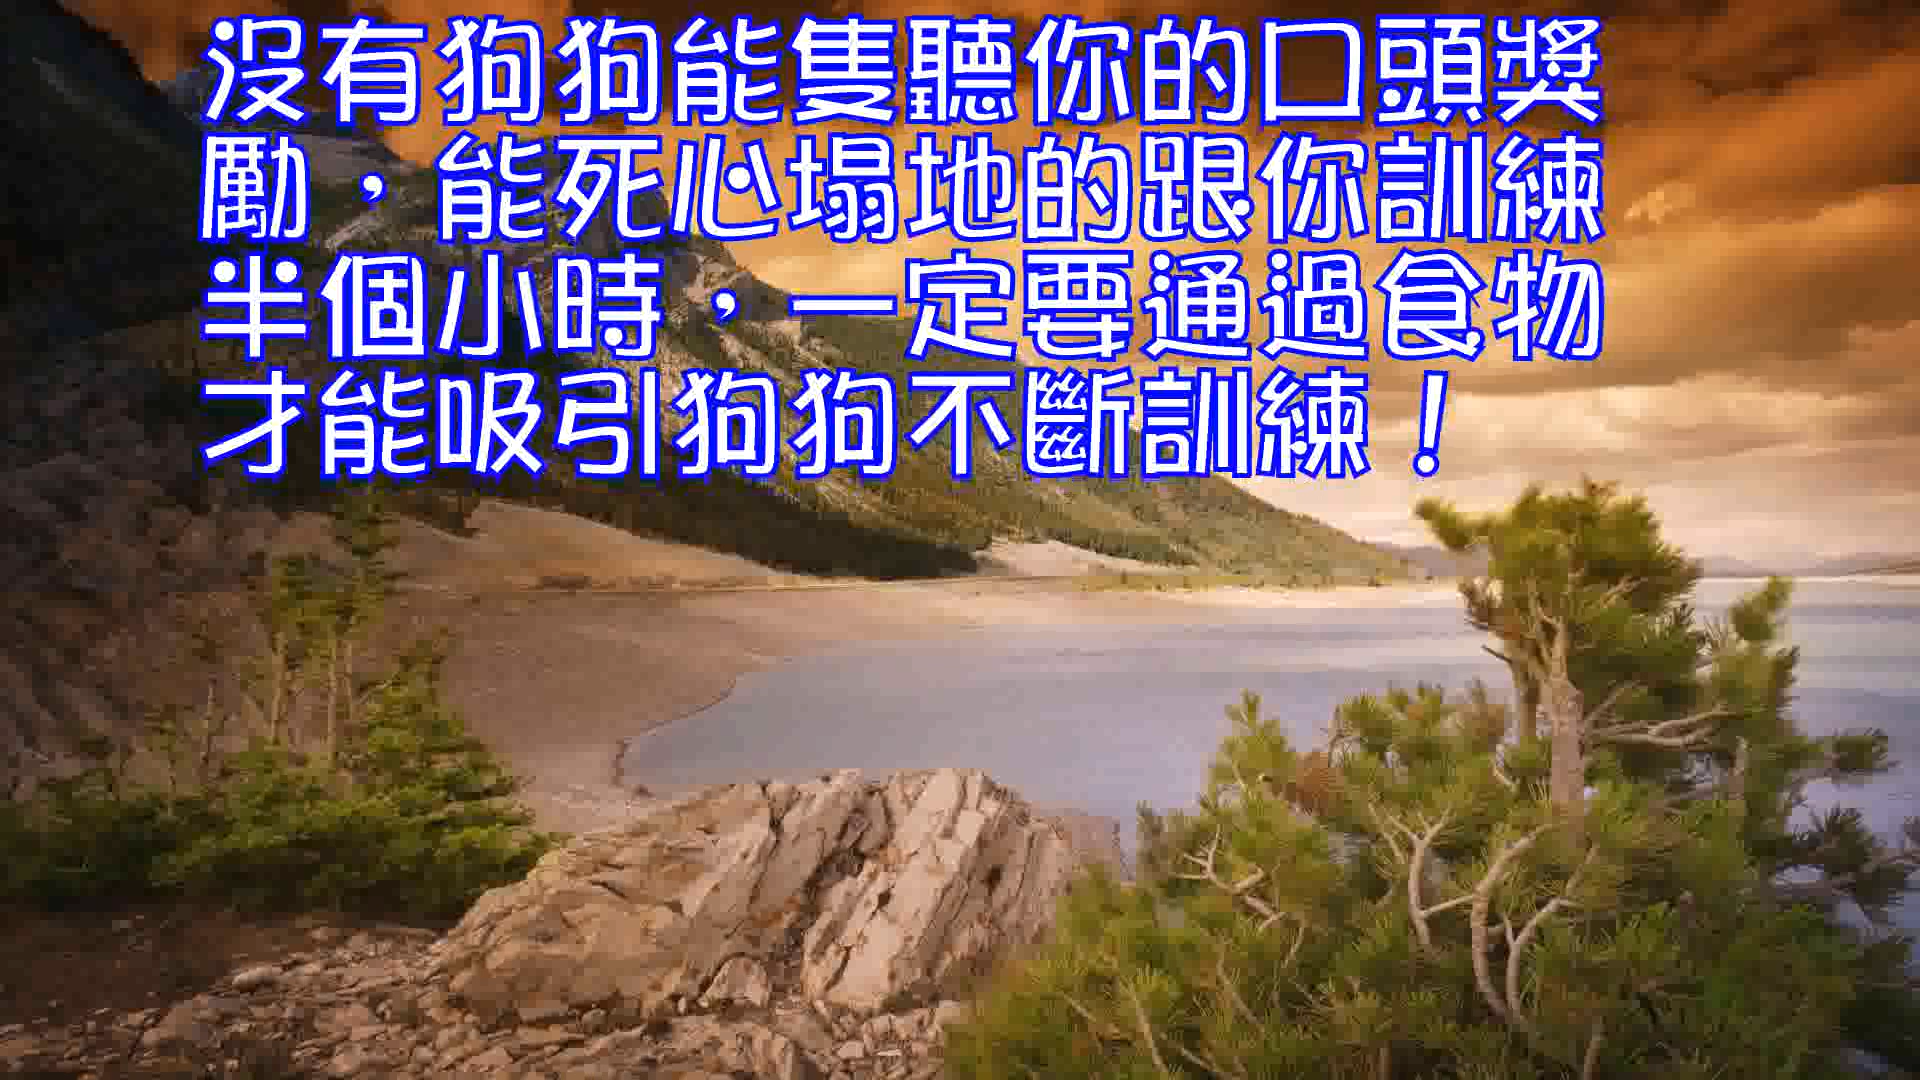 沒有狗狗能隻聽你的口頭獎
勵，能死心塌地的跟你訓練
半個小時，一定要通過食物
才能吸引狗狗不斷訓練！